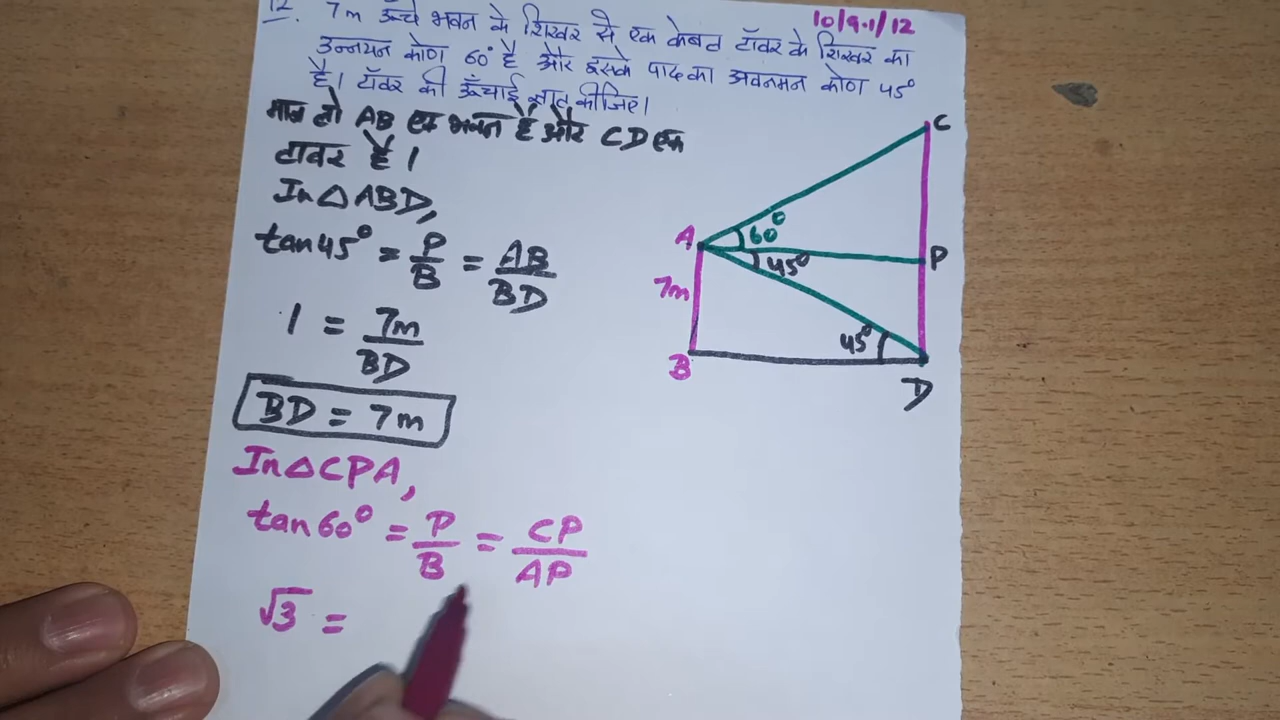 12. 7m ऊँचे भवन के शिखर से एक केबल टॉवर के शिखर का
10/9.1/12
उन्नयन कोण 60° है और इसके पाद का अवनमन कोण 45°
है। टॉवर की ऊँचाई ज्ञात कीजिए।
मान लो AB एक भवन है और CD एक
टावर है।
In △ABD,
tan45° = P/B = AB/BD
1 = 7m/BD
BD = 7m
In △CPA,
tan60° = P/B = CP/AP
√3 =
C
A 60° P
45°
7m
45°
B
D